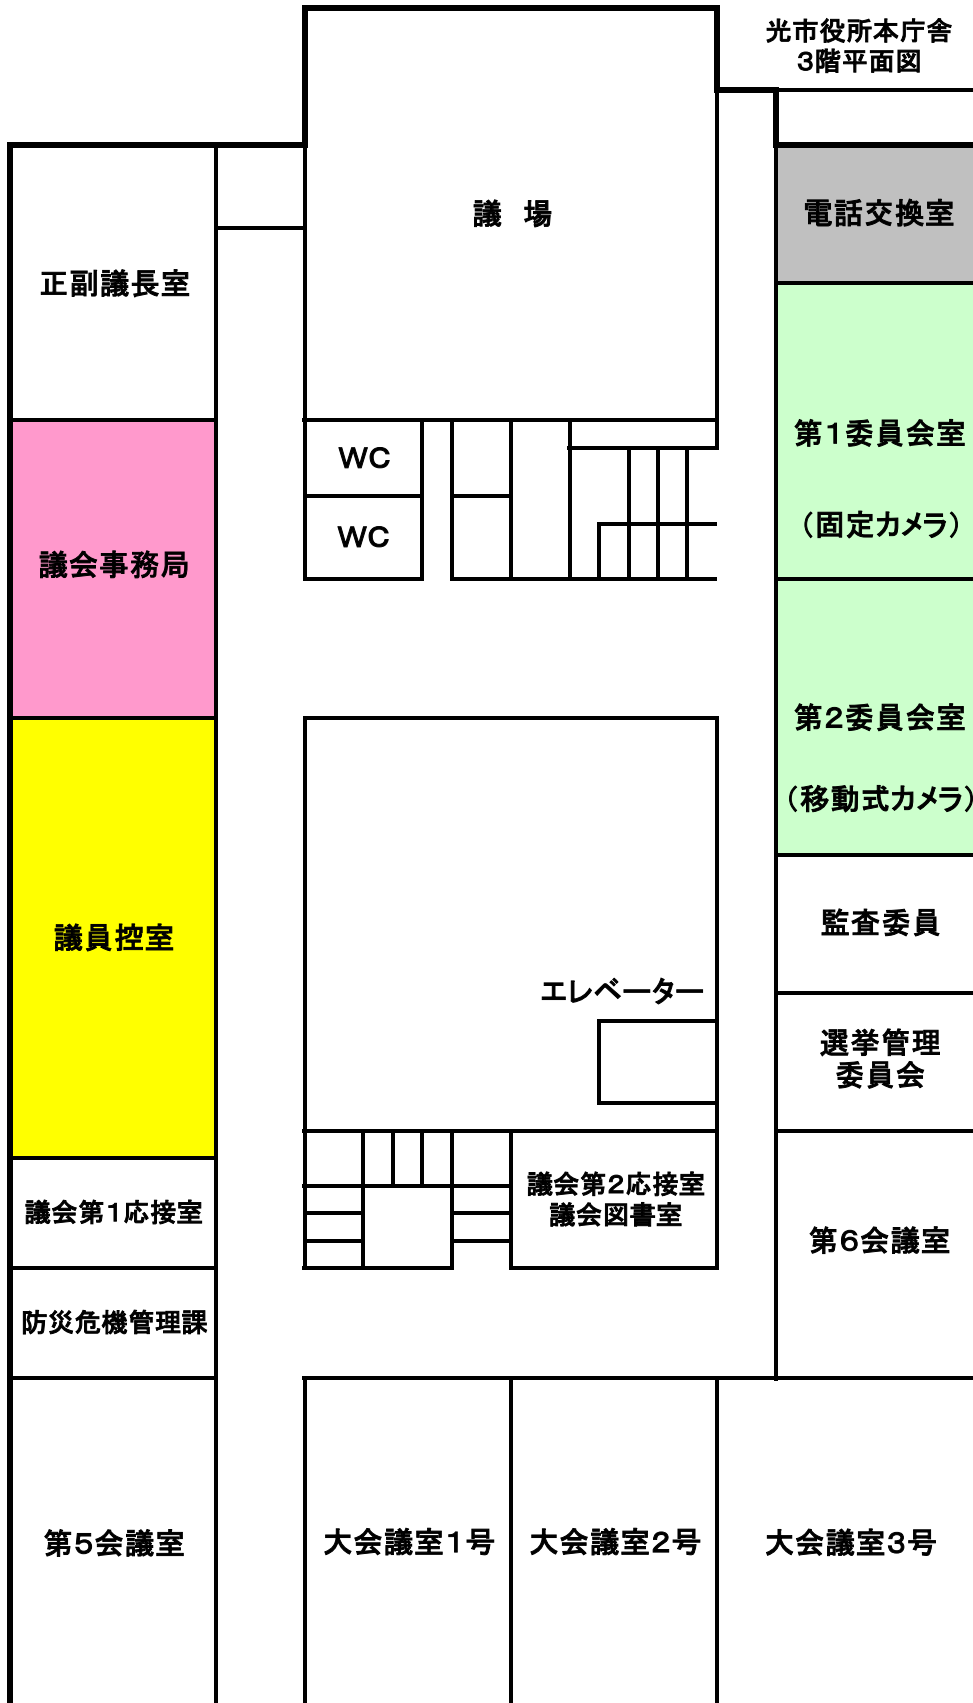 光市役所本庁舎
3階平面図
議 場
電話交換室
正副議長室
第1委員会室
(固定カメラ)
WC
WC
議会事務局
第2委員会室
(移動式カメラ)
議員控室
監査委員
エレベーター
選挙管理
委員会
議会第1応接室
議会第2応接室
議会図書室
第6会議室
防災危機管理課
第5会議室
大会議室1号
大会議室2号
大会議室3号